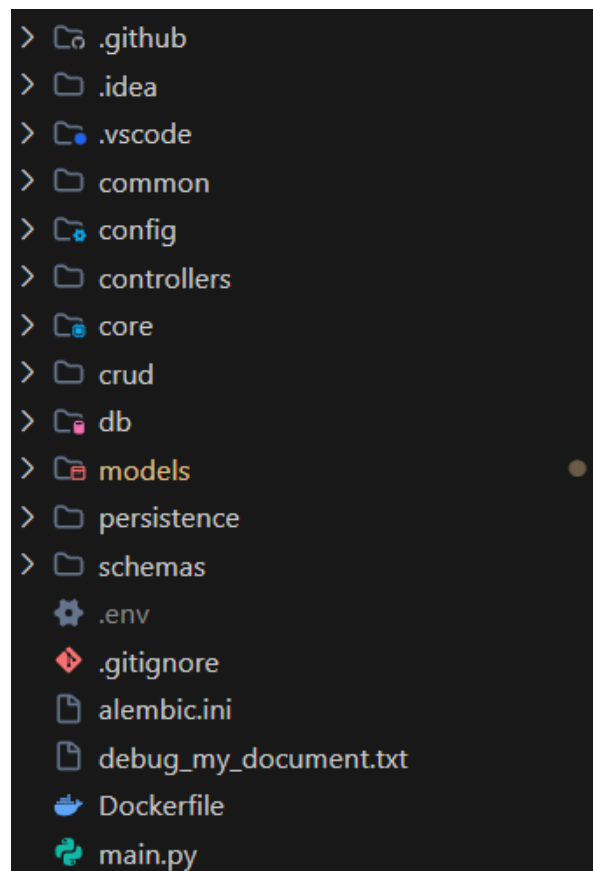 .github
.idea
.vscode
common
config
controllers
core
crud
db
models
persistence
schemas
.env
.gitignore
alembic.ini
debug_my_document.txt
Dockerfile
main.py